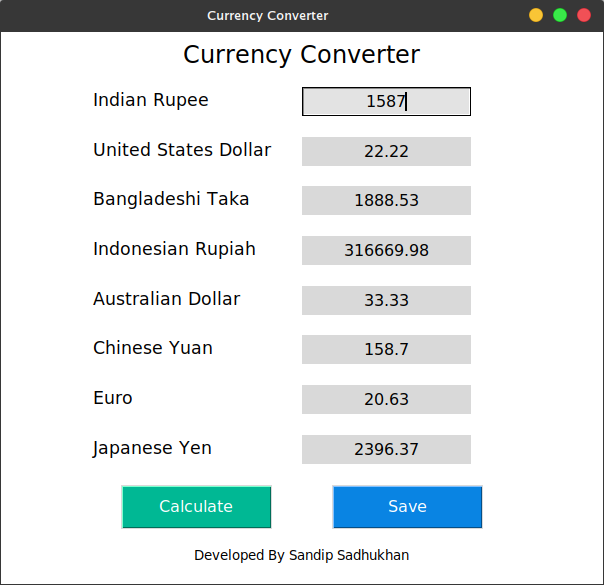 Currency Converter
Currency Converter
Indian Rupee 1587
United States Dollar 22.22
Bangladeshi Taka 1888.53
Indonesian Rupiah 316669.98
Australian Dollar 33.33
Chinese Yuan 158.7
Euro 20.63
Japanese Yen 2396.37
Calculate Save
Developed By Sandip Sadhukhan